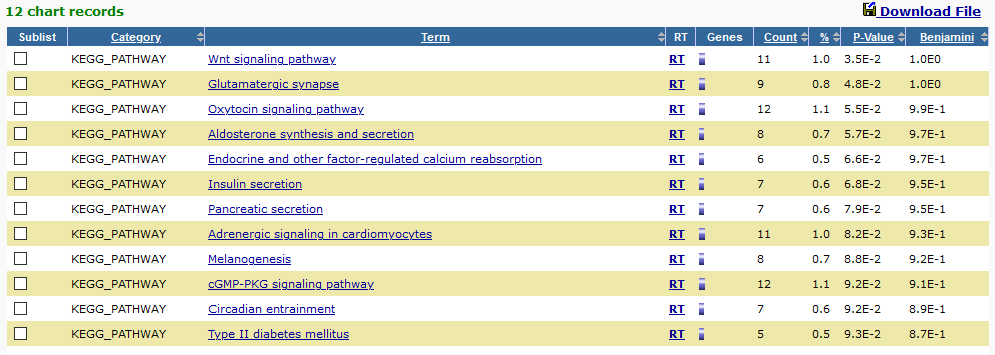 12 chart records Download File
Sublist Category Term RT Genes Count % P-Value Benjamini
KEGG_PATHWAY Wnt signaling pathway RT 11 1.0 3.5E-2 1.0E0
KEGG_PATHWAY Glutamatergic synapse RT 9 0.8 4.8E-2 1.0E0
KEGG_PATHWAY Oxytocin signaling pathway RT 12 1.1 5.5E-2 9.9E-1
KEGG_PATHWAY Aldosterone synthesis and secretion RT 8 0.7 5.7E-2 9.7E-1
KEGG_PATHWAY Endocrine and other factor-regulated calcium reabsorption RT 6 0.5 6.6E-2 9.7E-1
KEGG_PATHWAY Insulin secretion RT 7 0.6 6.8E-2 9.5E-1
KEGG_PATHWAY Pancreatic secretion RT 7 0.6 7.9E-2 9.5E-1
KEGG_PATHWAY Adrenergic signaling in cardiomyocytes RT 11 1.0 8.2E-2 9.3E-1
KEGG_PATHWAY Melanogenesis RT 8 0.7 8.8E-2 9.2E-1
KEGG_PATHWAY cGMP-PKG signaling pathway RT 12 1.1 9.2E-2 9.1E-1
KEGG_PATHWAY Circadian entrainment RT 7 0.6 9.2E-2 8.9E-1
KEGG_PATHWAY Type II diabetes mellitus RT 5 0.5 9.3E-2 8.7E-1